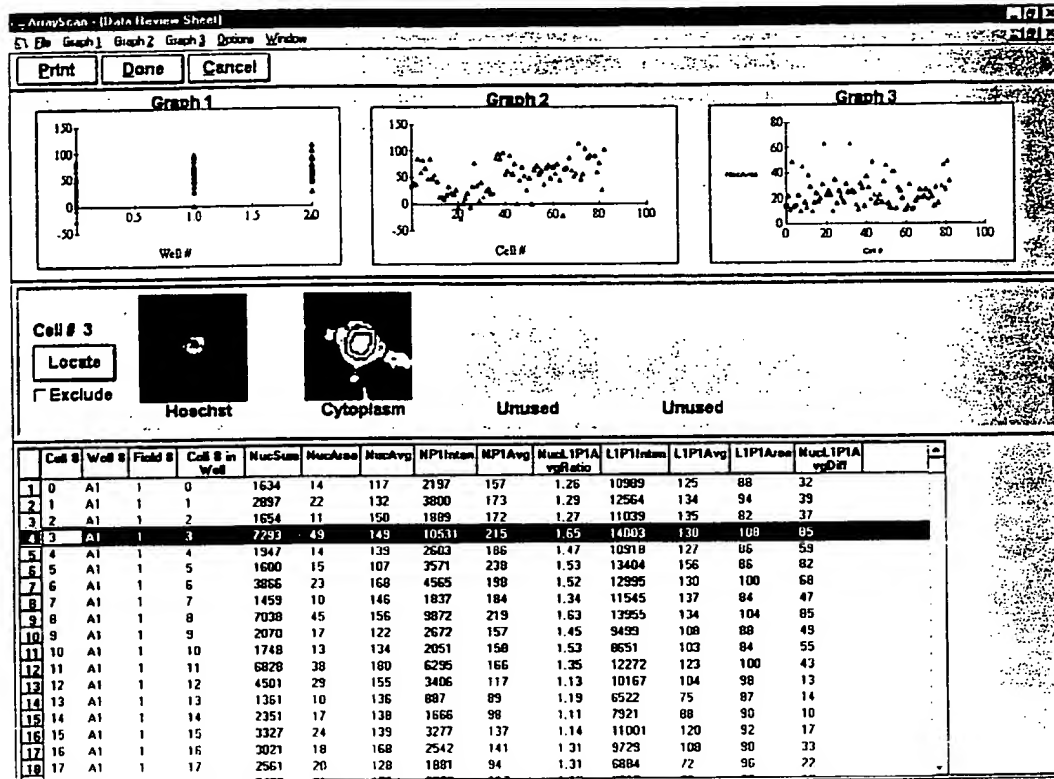 ArrayScan - [Data Review Sheet]
File Graph 1 Graph 2 Graph 3 Options Window
Print Done Cancel
Graph 1 Graph 2 Graph 3
150 100 50 0 -50
0.5 1.0 1.5 2.0
Well #
150 100 50 0 -50
20 40 60 80 100
Cell #
80 60 40 20 0
NucArea
0 20 40 60 80 100
Cell #
Cell # 3
Locate
Exclude
Hoechst Cytoplasm Unused Unused
Cell # Well # Field # Cell # in Well NucSum NucArea NucAvg NP1Inten NP1Avg NucL1P1AvgRatio L1P1Inten L1P1Avg L1P1Area NucL1P1AvgDiff
1 0 A1 1 0 1634 14 117 2197 157 1.26 10989 125 88 32
2 1 A1 1 1 2897 22 132 3800 173 1.29 12564 134 94 39
3 2 A1 1 2 1654 11 150 1889 172 1.27 11039 135 82 37
4 3 A1 1 3 7293 49 149 10531 215 1.65 14003 130 108 85
5 4 A1 1 4 1947 14 139 2603 186 1.47 10918 127 86 59
6 5 A1 1 5 1600 15 107 3571 238 1.53 13404 156 86 82
7 6 A1 1 6 3866 23 168 4565 198 1.52 12995 130 100 68
8 7 A1 1 7 1459 10 146 1837 184 1.34 11545 137 84 47
9 8 A1 1 8 7038 45 156 9872 219 1.63 13955 134 104 85
10 9 A1 1 9 2070 17 122 2672 157 1.45 9499 108 88 49
11 10 A1 1 10 1748 13 134 2051 158 1.53 8651 103 84 55
12 11 A1 1 11 6828 38 180 6295 166 1.35 12272 123 100 43
13 12 A1 1 12 4501 29 155 3406 117 1.13 10167 104 98 13
14 13 A1 1 13 1361 10 136 887 89 1.19 6522 75 87 14
15 14 A1 1 14 2351 17 138 1666 98 1.11 7921 88 90 10
16 15 A1 1 15 3327 24 139 3277 137 1.14 11001 120 92 17
17 16 A1 1 16 3021 18 168 2542 141 1.31 9729 108 90 33
18 17 A1 1 17 2561 20 128 1881 94 1.31 6884 72 96 22